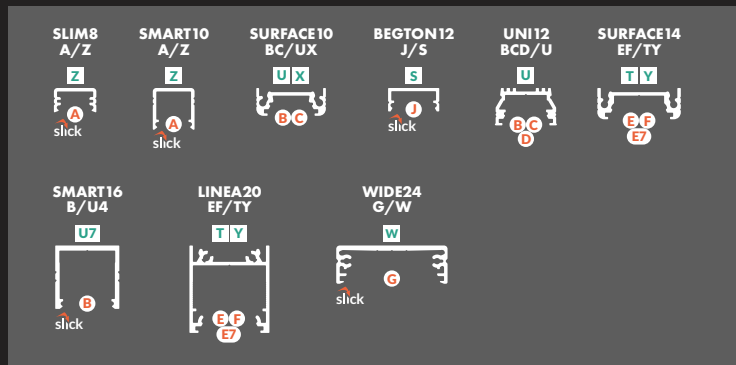 SLIM8
A/Z
Z
A
slick
SMART10
A/Z
Z
A
slick
SURFACE10
BC/UX
U X
B C
BEGTON12
J/S
S
J
slick
UNI12
BCD/U
U
B C
D
SURFACE14
EF/TY
T Y
E F
E7
SMART16
B/U4
U7
B
slick
LINEA20
EF/TY
T Y
E F
E7
WIDE24
G/W
W
G
slick